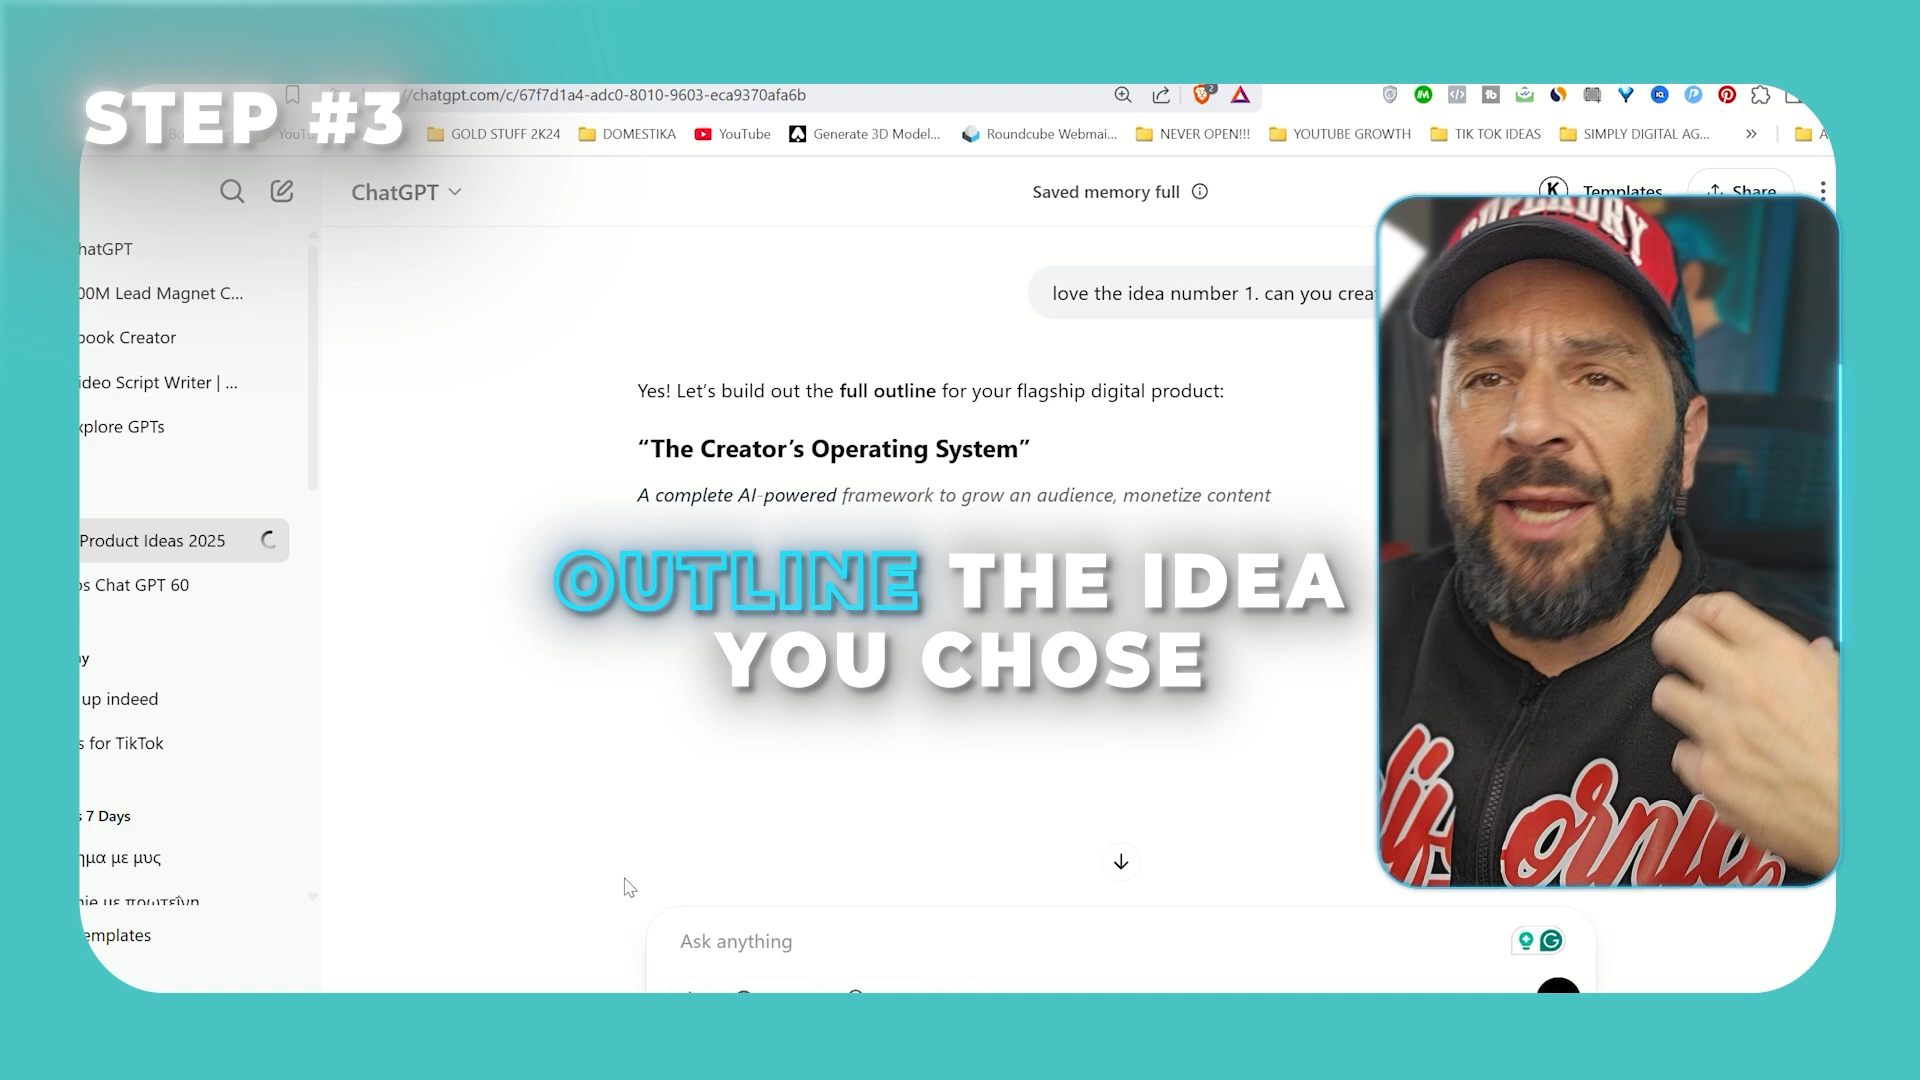 STEP #3
chatgpt.com/c/67f7d1a4-adc0-8010-9603-eca9370afa6b
GOLD STUFF 2K24
DOMESTIKA
YouTube
Generate 3D Model...
Roundcube Webmai...
NEVER OPEN!!!
YOUTUBE GROWTH
TIK TOK IDEAS
SIMPLY DIGITAL AG...
»
ChatGPT
Saved memory full
Templates
Share
hatGPT
00M Lead Magnet C...
book Creator
ideo Script Writer | ...
xplore GPTs
Product Ideas 2025
os Chat GPT 60
up indeed
s for TikTok
s 7 Days
ημα με μυς
με πρωτεΐνη
emplates
love the idea number 1. can you crea
Yes! Let's build out the full outline for your flagship digital product:
“The Creator’s Operating System”
A complete AI-powered framework to grow an audience, monetize content
OUTLINE THE IDEA
YOU CHOSE
SUPERDRY
Ask anything